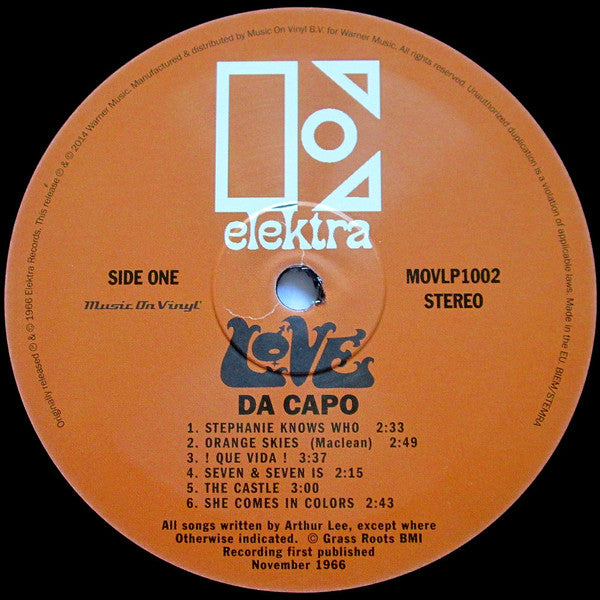 Originally released ℗ & © 1966 Elektra Records. This release ℗ & © 2014 Warner Music. Manufactured & distributed by Music On Vinyl B.V. for Warner Music. All rights reserved. Unauthorized duplication is a violation of applicable laws. Made in the EU. BIEM/STEMRA
elektra
SIDE ONE
Music On Vinyl
MOVLP1002
STEREO
LOVE
DA CAPO
1. STEPHANIE KNOWS WHO 2:33
2. ORANGE SKIES (Maclean) 2:49
3. ! QUE VIDA ! 3:37
4. SEVEN & SEVEN IS 2:15
5. THE CASTLE 3:00
6. SHE COMES IN COLORS 2:43
All songs written by Arthur Lee, except where
Otherwise indicated. © Grass Roots BMI
Recording first published
November 1966